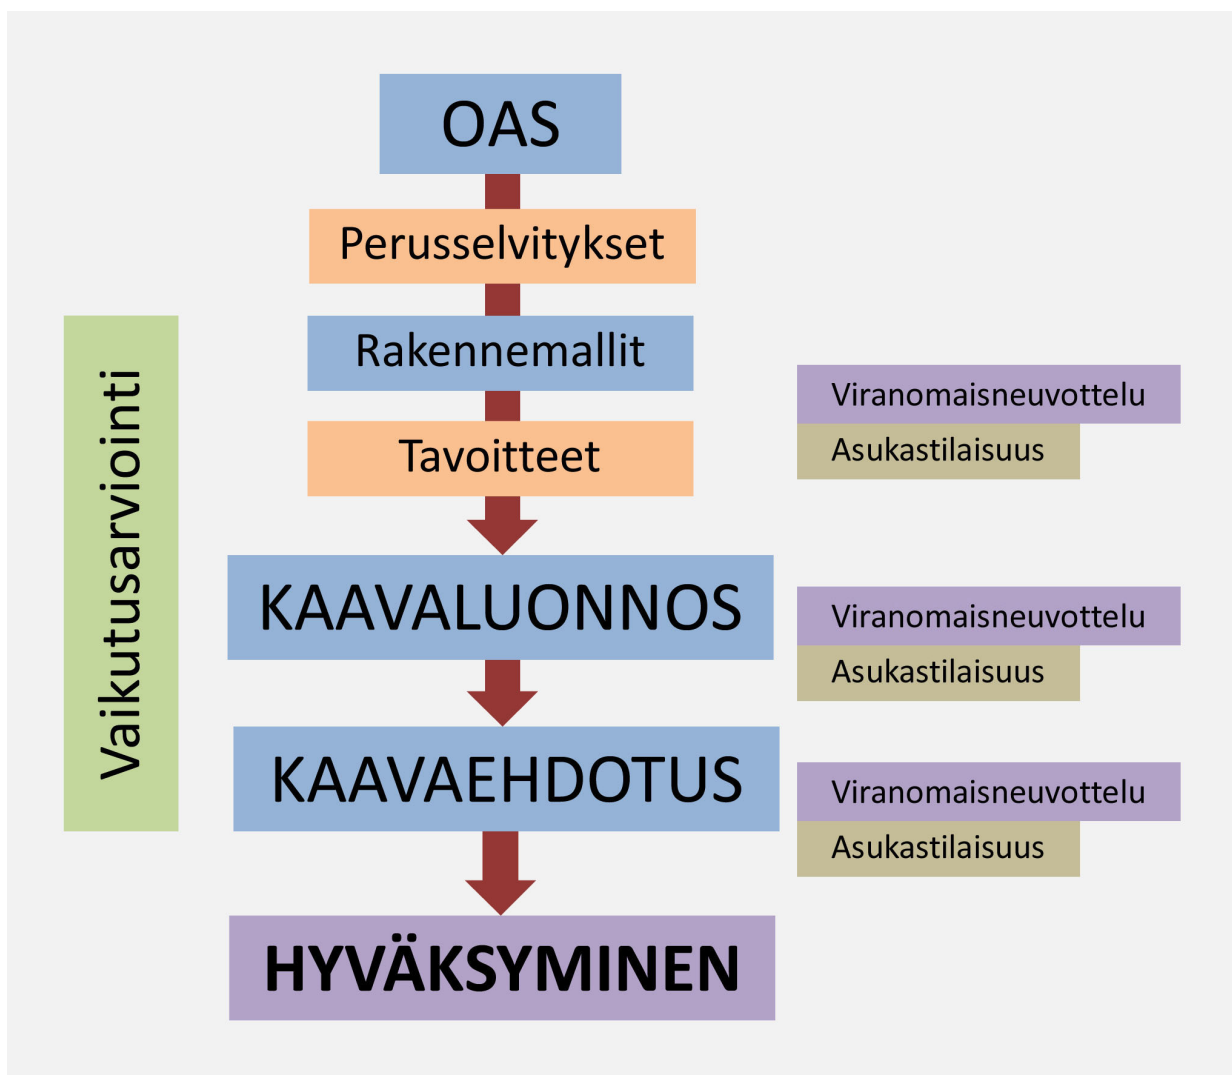 OAS
Perusselvitykset
Rakennemallit
Tavoitteet
Viranomaisneuvottelu
Asukastilaisuus
Vaikutusarviointi
KAAVALUONNOS
Viranomaisneuvottelu
Asukastilaisuus
KAAVAEHDOTUS
Viranomaisneuvottelu
Asukastilaisuus
HYVÄKSYMINEN